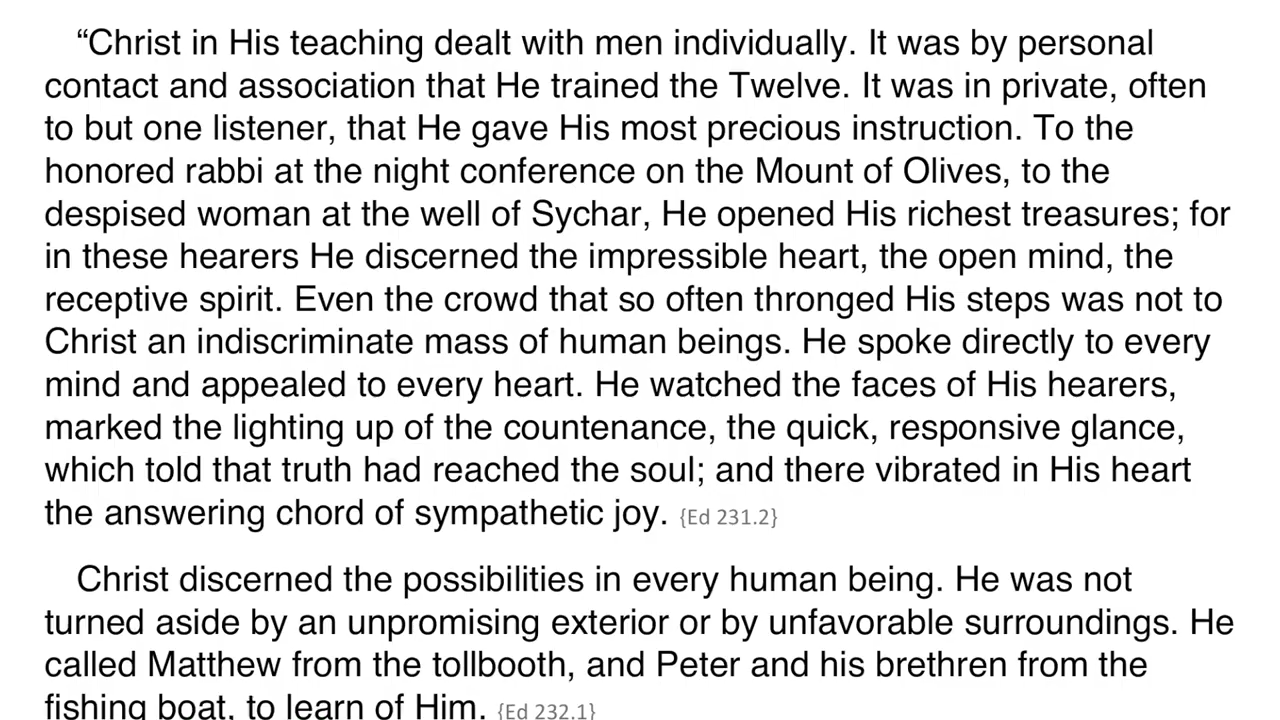 “Christ in His teaching dealt with men individually. It was by personal
contact and association that He trained the Twelve. It was in private, often
to but one listener, that He gave His most precious instruction. To the
honored rabbi at the night conference on the Mount of Olives, to the
despised woman at the well of Sychar, He opened His richest treasures; for
in these hearers He discerned the impressible heart, the open mind, the
receptive spirit. Even the crowd that so often thronged His steps was not to
Christ an indiscriminate mass of human beings. He spoke directly to every
mind and appealed to every heart. He watched the faces of His hearers,
marked the lighting up of the countenance, the quick, responsive glance,
which told that truth had reached the soul; and there vibrated in His heart
the answering chord of sympathetic joy. {Ed 231.2}
Christ discerned the possibilities in every human being. He was not
turned aside by an unpromising exterior or by unfavorable surroundings. He
called Matthew from the tollbooth, and Peter and his brethren from the
fishing boat, to learn of Him. {Ed 232.1}